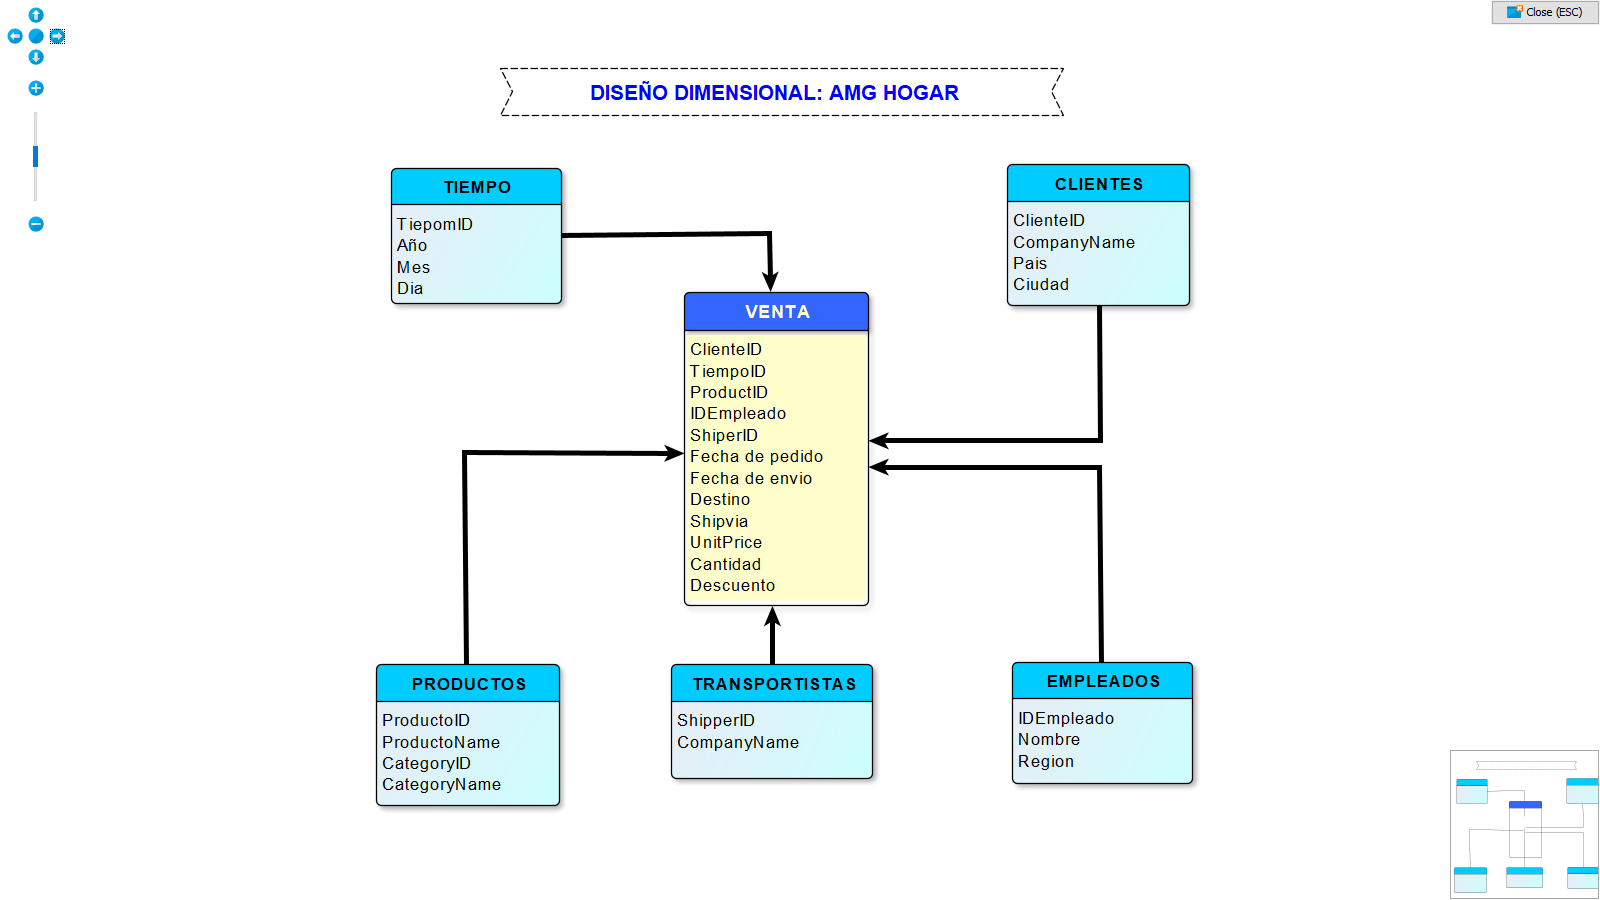 Close (ESC)
DISEÑO DIMENSIONAL: AMG HOGAR
TIEMPO
TiepomID
Año
Mes
Dia
CLIENTES
ClienteID
CompanyName
Pais
Ciudad
VENTA
ClienteID
TiempoID
ProductID
IDEmpleado
ShiperID
Fecha de pedido
Fecha de envio
Destino
Shipvia
UnitPrice
Cantidad
Descuento
PRODUCTOS
ProductoID
ProductoName
CategoryID
CategoryName
TRANSPORTISTAS
ShipperID
CompanyName
EMPLEADOS
IDEmpleado
Nombre
Region